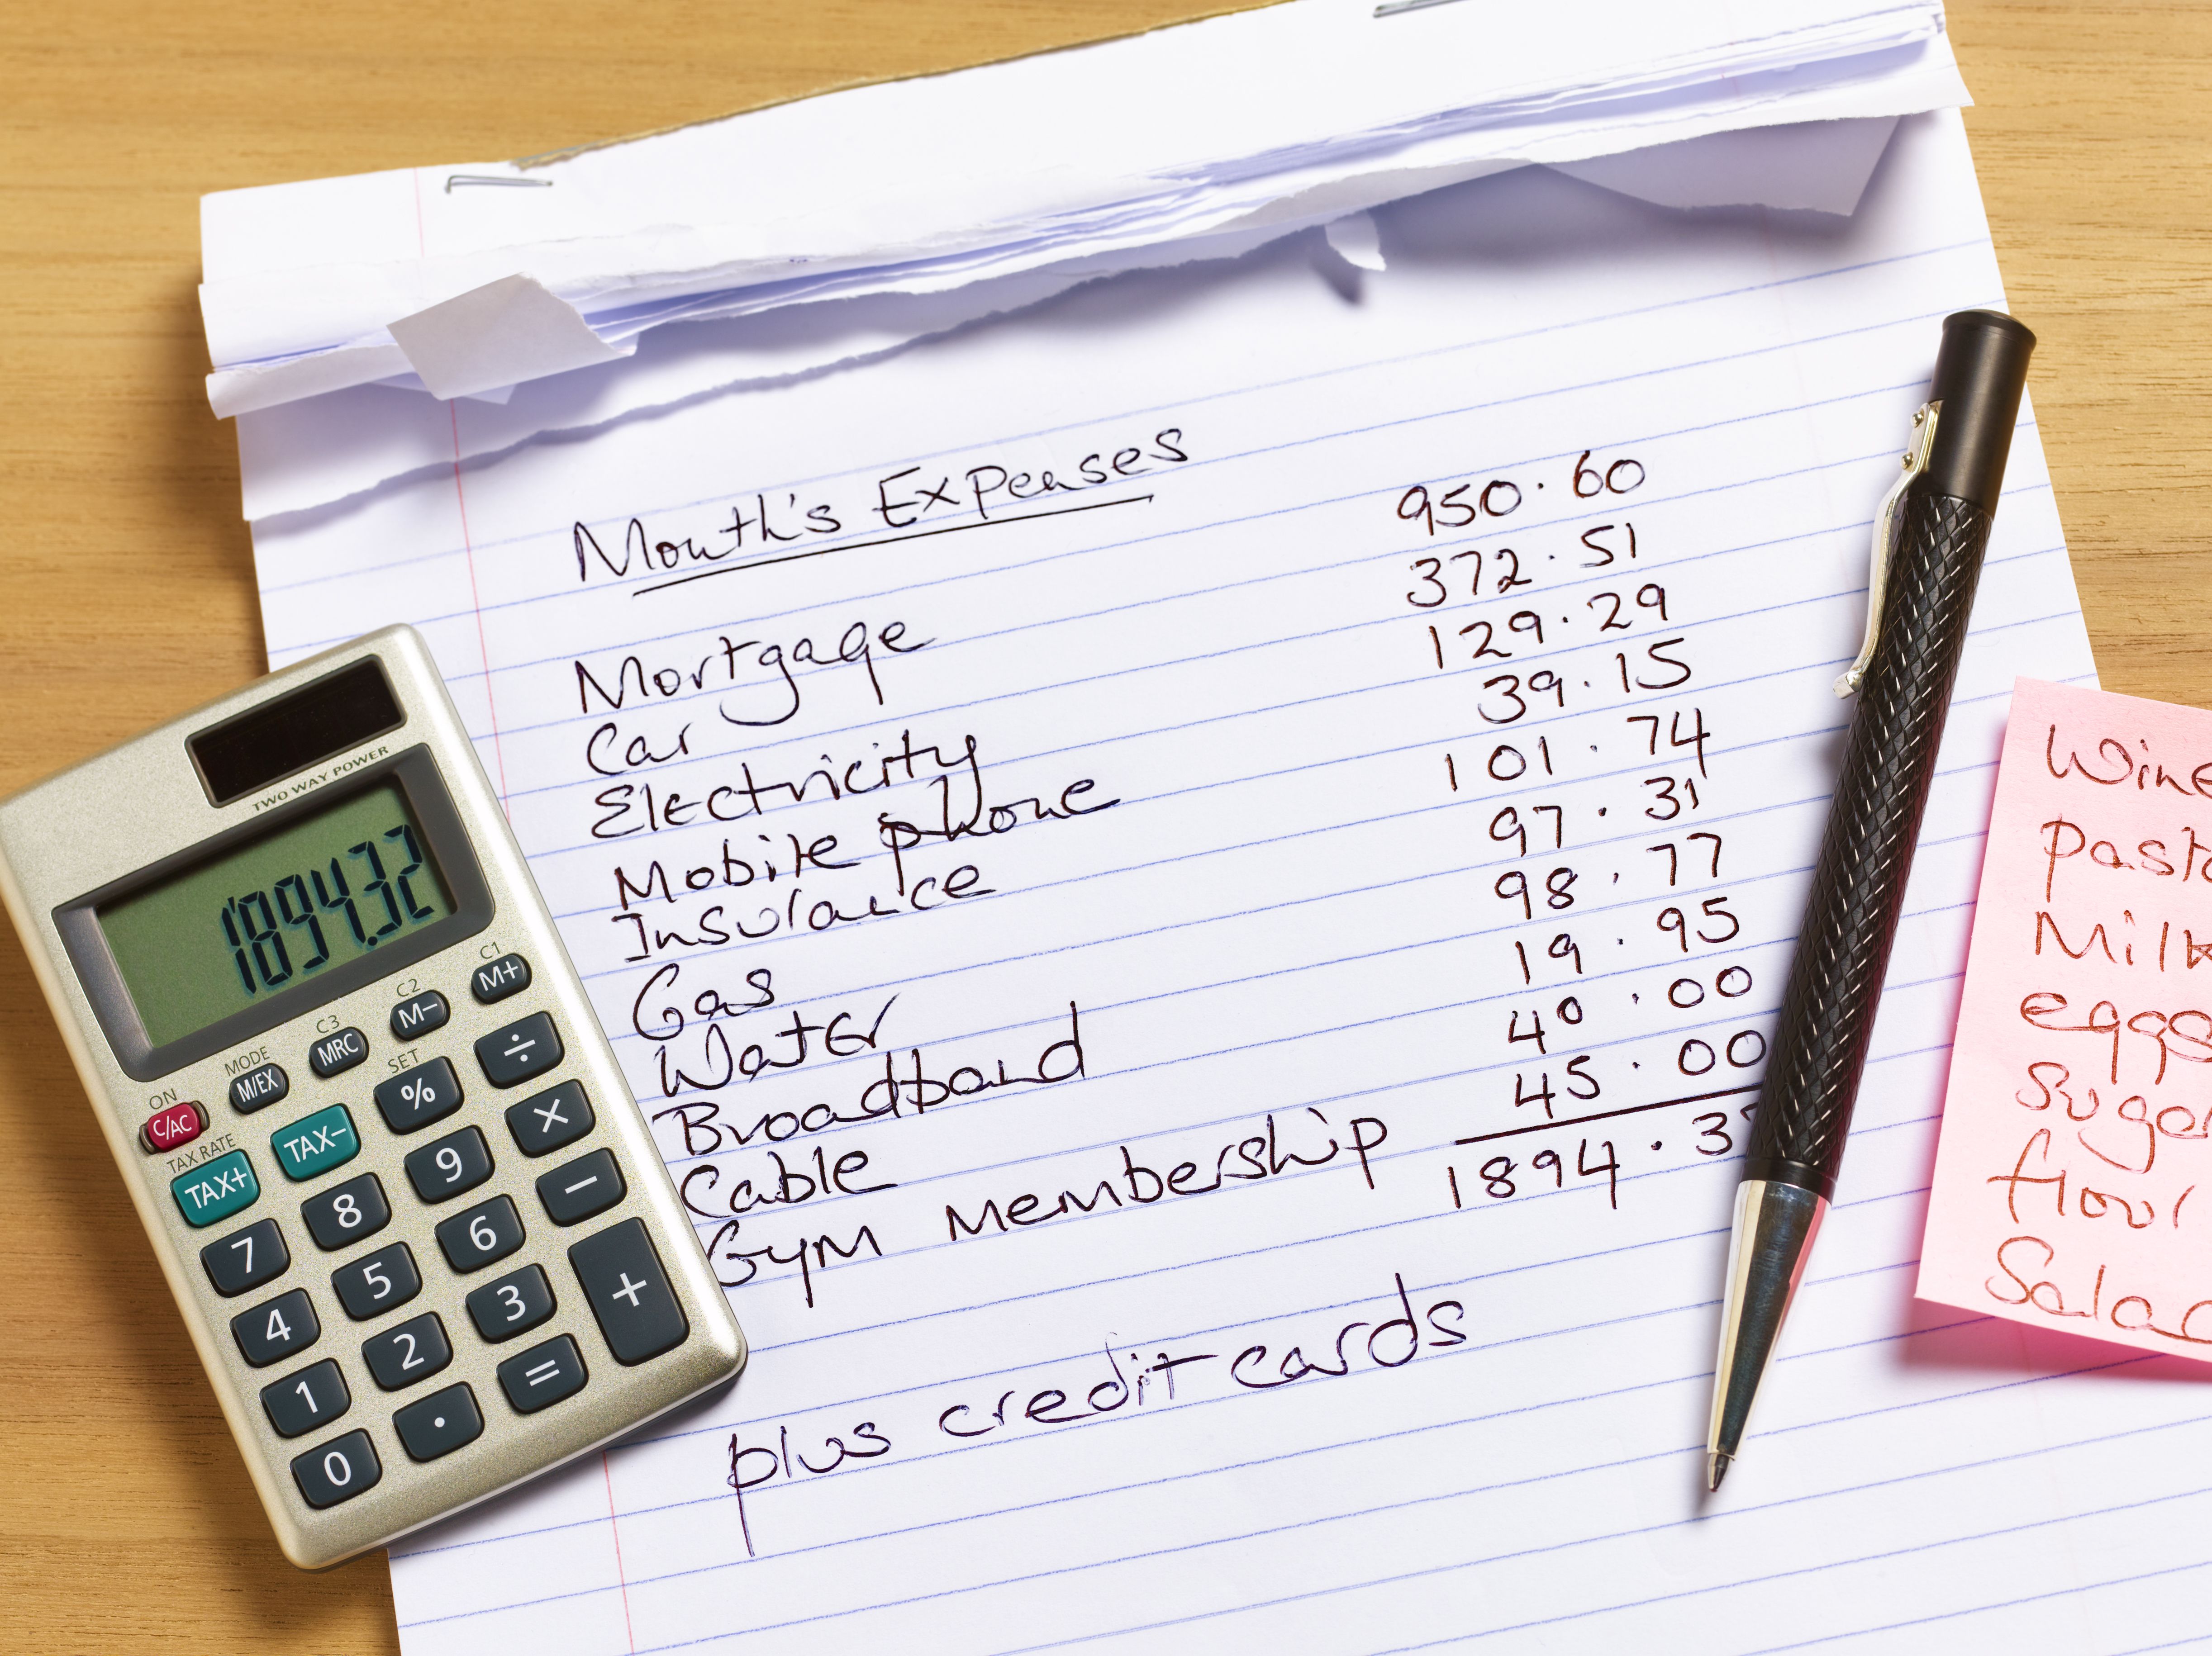 Month's Expenses
Mortgage 950.60
Car 372.51
Electricity 129.29
Mobile phone 39.15
Insurance 101.74
Gas 97.31
Water 98.77
Broadband 19.95
Cable 40.00
Gym Membership 45.00
1894.3
plus credit cards
TWO WAY POWER
1894.32
C1
C2
C3
MODE
ON
M+
M-
MRC
M/EX
C/AC
SET
TAX RATE
÷
%
TAX-
TAX+
×
9
8
7
-
6
5
4
+
3
2
1
=
.
0
Wine
Milk
eggs
Sugar
flour